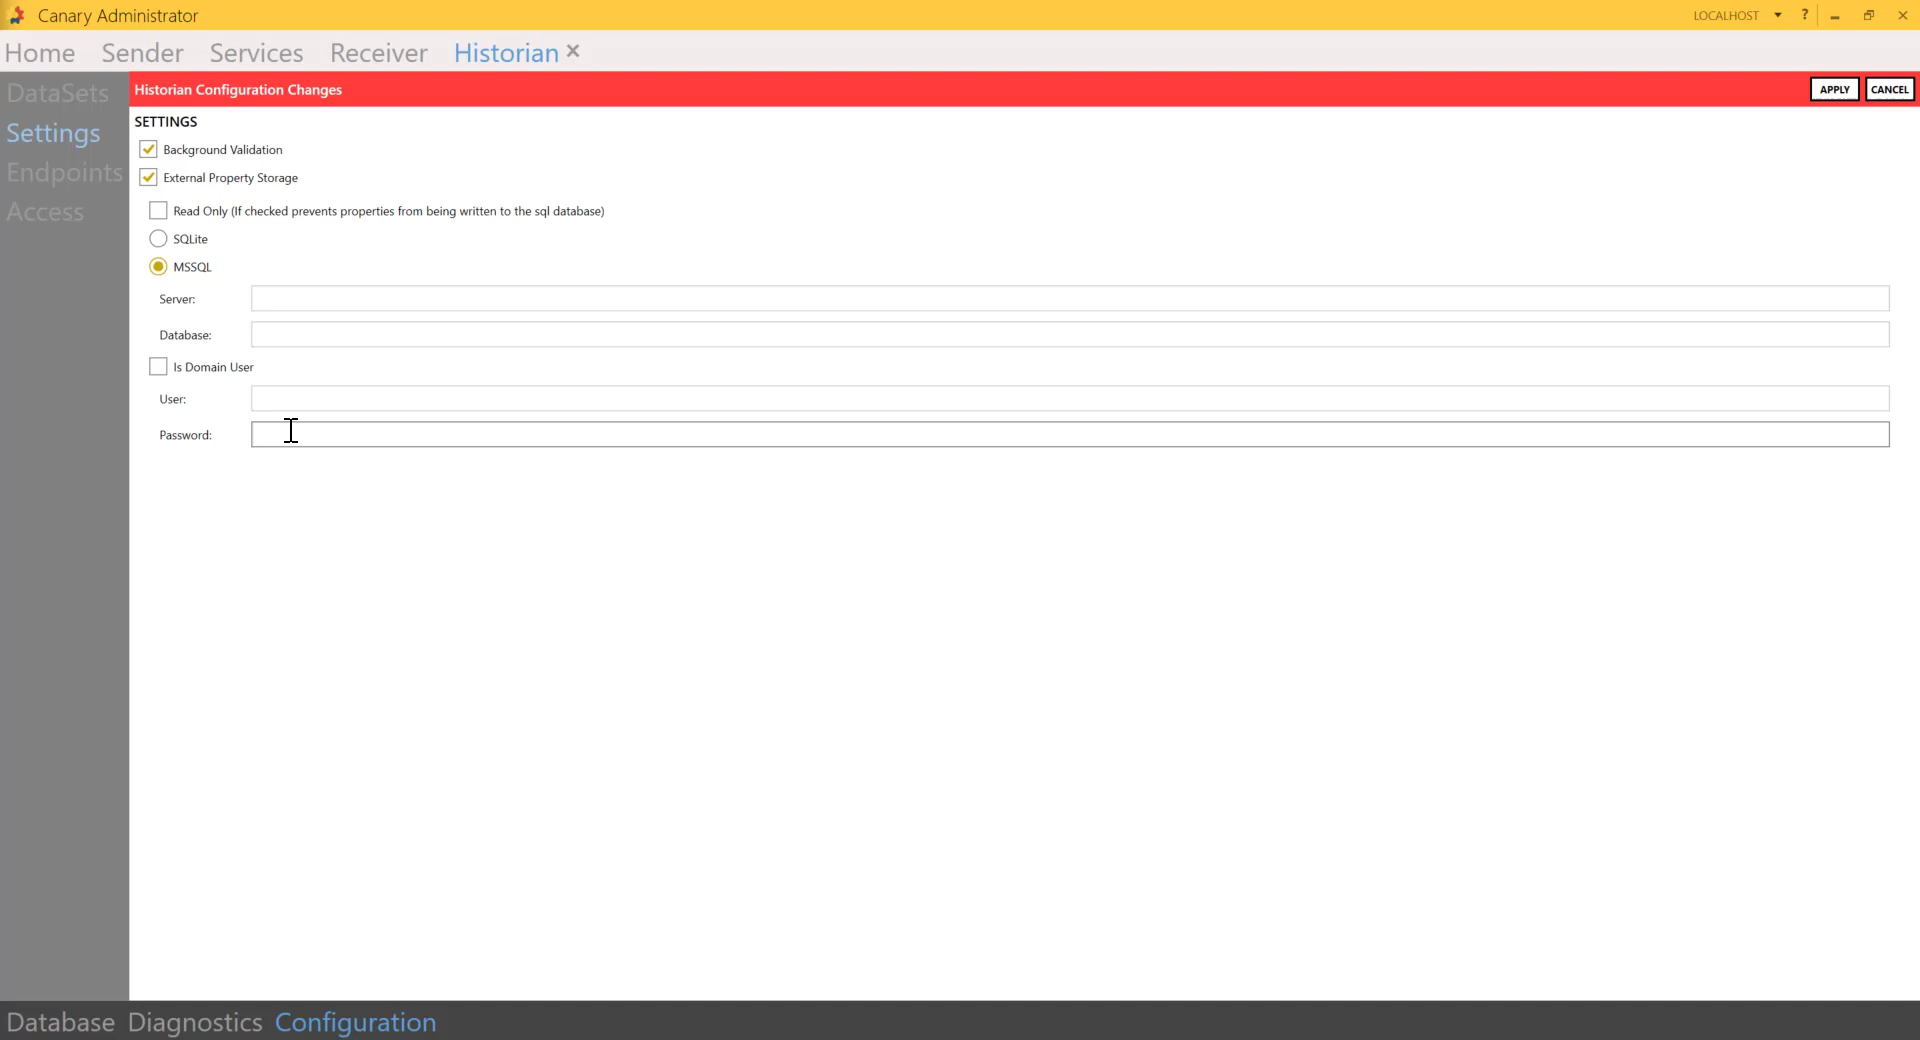 Canary Administrator
LOCALHOST ?
Home Sender Services Receiver Historian
DataSets
Settings
Endpoints
Access
Historian Configuration Changes
APPLY CANCEL
SETTINGS
Background Validation
External Property Storage
Read Only (If checked prevents properties from being written to the sql database)
SQLite
MSSQL
Server:
Database:
Is Domain User
User:
Password:
Database Diagnostics Configuration